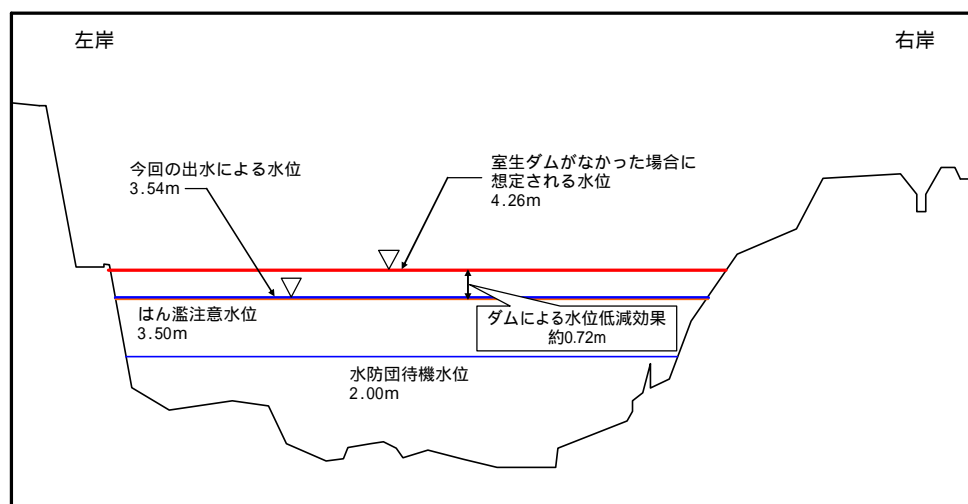 左岸
右岸
今回の出水による水位
3.54m
室生ダムがなかった場合に
想定される水位
4.26m
はん濫注意水位
3.50m
ダムによる水位低減効果
約0.72m
水防団待機水位
2.00m